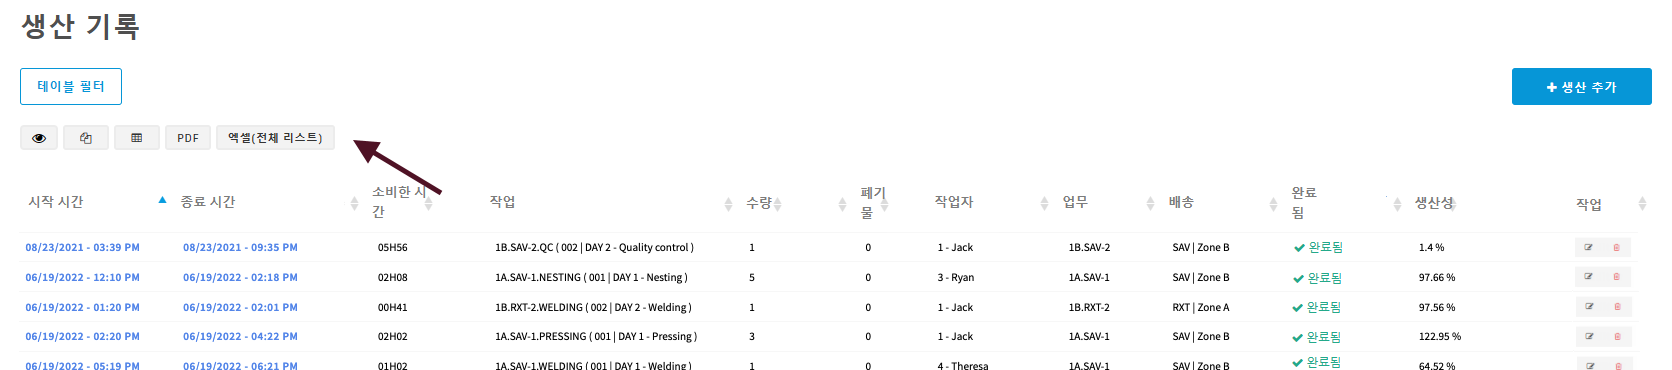 생산 기록
테이블 필터
+ 생산 추가
PDF 엑셀(전체 리스트)
시작 시간 종료 시간 소비한 시간 작업 수량 폐기물 작업자 업무 배송 완료됨 생산성 작업
08/23/2021 - 03:39 PM 08/23/2021 - 09:35 PM 05H56 1B.SAV-2.QC ( 002 | DAY 2 - Quality control ) 1 0 1 - Jack 1B.SAV-2 SAV | Zone B 완료됨 1.4 %
06/19/2022 - 12:10 PM 06/19/2022 - 02:18 PM 02H08 1A.SAV-1.NESTING ( 001 | DAY 1 - Nesting ) 5 0 3 - Ryan 1A.SAV-1 SAV | Zone B 완료됨 97.66 %
06/19/2022 - 01:20 PM 06/19/2022 - 02:01 PM 00H41 1B.RXT-2.WELDING ( 002 | DAY 2 - Welding ) 1 0 1 - Jack 1B.RXT-2 RXT | Zone A 완료됨 97.56 %
06/19/2022 - 02:20 PM 06/19/2022 - 04:22 PM 02H02 1A.SAV-1.PRESSING ( 001 | DAY 1 - Pressing ) 3 0 1 - Jack 1A.SAV-1 SAV | Zone B 완료됨 122.95 %
06/19/2022 - 05:19 PM 06/19/2022 - 06:21 PM 01H02 1A.SAV-1.WELDING ( 001 | DAY 1 - Welding ) 1 0 4 - Theresa 1A.SAV-1 SAV | Zone B 완료됨 64.52 %